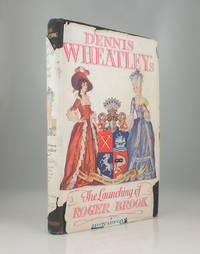 DENNIS
WHEATLEY's
The Launching of
ROGER BROOK